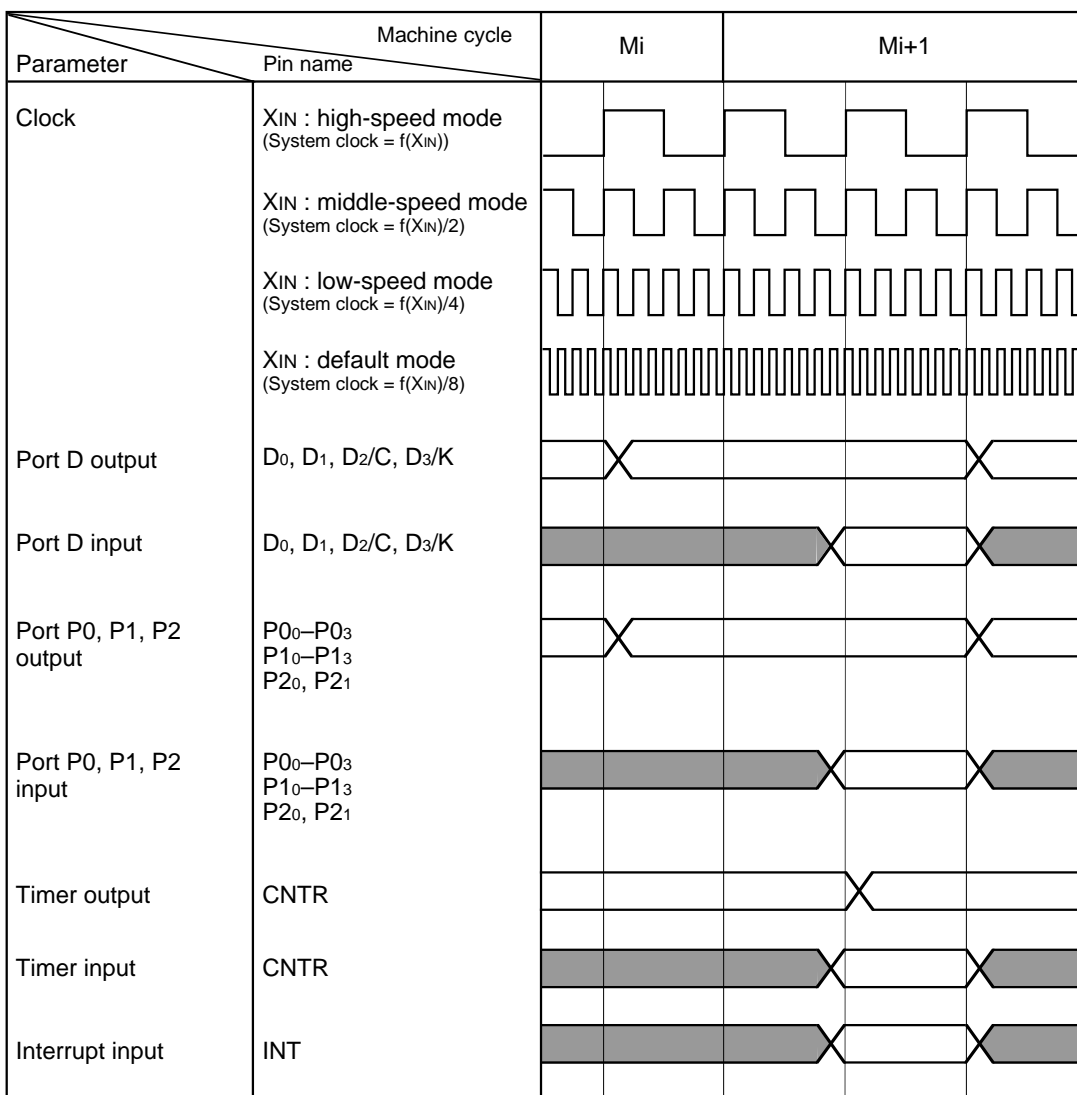 Machine cycle
Parameter
Pin name
Mi
Mi+1
Clock
XIN : high-speed mode
(System clock = f(XIN))
XIN : middle-speed mode
(System clock = f(XIN)/2)
XIN : low-speed mode
(System clock = f(XIN)/4)
XIN : default mode
(System clock = f(XIN)/8)
Port D output
D0, D1, D2/C, D3/K
Port D input
D0, D1, D2/C, D3/K
Port P0, P1, P2
output
P00–P03
P10–P13
P20, P21
Port P0, P1, P2
input
P00–P03
P10–P13
P20, P21
Timer output
CNTR
Timer input
CNTR
Interrupt input
INT